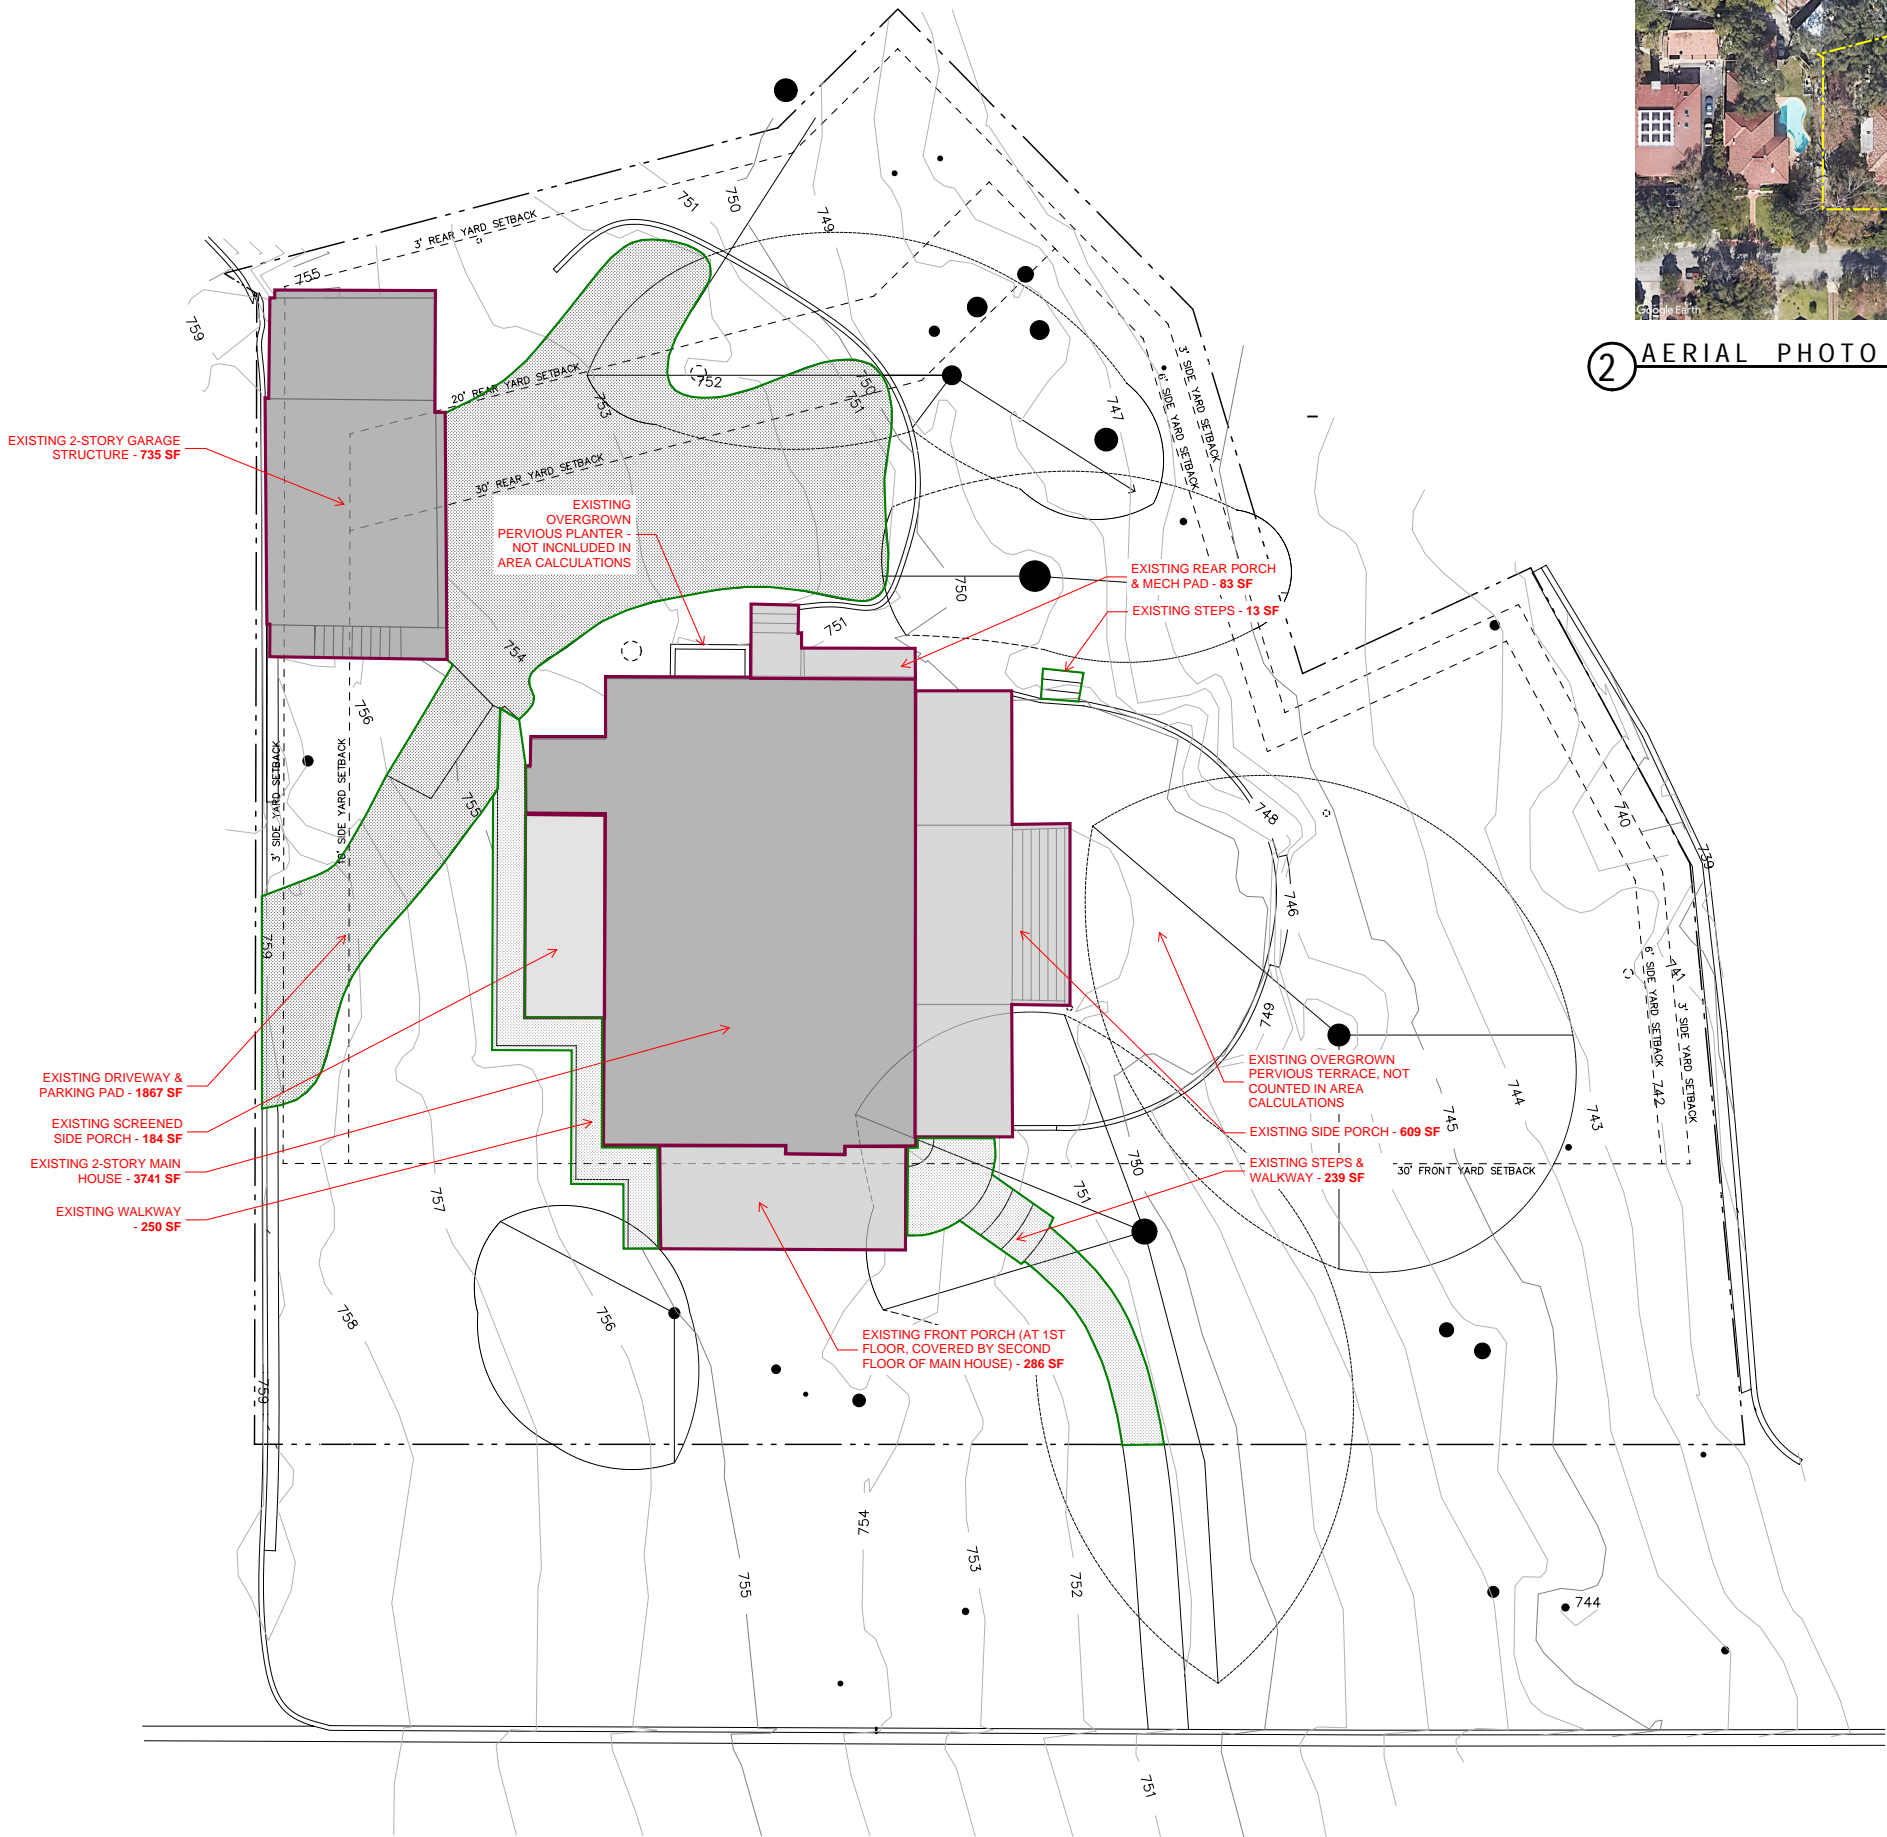 Google Earth
2 AERIAL PHOTO
3' REAR YARD SETBACK
20' REAR YARD SETBACK
30' REAR YARD SETBACK
3' SIDE YARD SETBACK
6' SIDE YARD SETBACK
751
750
749
755
759
752
753
750
751
747
EXISTING 2-STORY GARAGE
STRUCTURE - 735 SF
EXISTING
OVERGROWN
PERVIOUS PLANTER -
NOT INCNLUDED IN
AREA CALCULATIONS
EXISTING REAR PORCH
& MECH PAD - 83 SF
EXISTING STEPS - 13 SF
750
751
754
756
755
3' SIDE YARD SETBACK
10' SIDE YARD SETBACK
748
746
749
740
739
741
759
6' SIDE YARD SETBACK
3' SIDE YARD SETBACK
742
EXISTING OVERGROWN
PERVIOUS TERRACE, NOT
COUNTED IN AREA
CALCULATIONS
EXISTING SIDE PORCH - 609 SF
EXISTING STEPS &
WALKWAY - 239 SF
30' FRONT YARD SETBACK
744
743
745
750
751
EXISTING DRIVEWAY &
PARKING PAD - 1867 SF
EXISTING SCREENED
SIDE PORCH - 184 SF
EXISTING 2-STORY MAIN
HOUSE - 3741 SF
EXISTING WALKWAY
- 250 SF
757
758
756
759
EXISTING FRONT PORCH (AT 1ST
FLOOR, COVERED BY SECOND
FLOOR OF MAIN HOUSE) - 286 SF
754
753
752
755
744
751